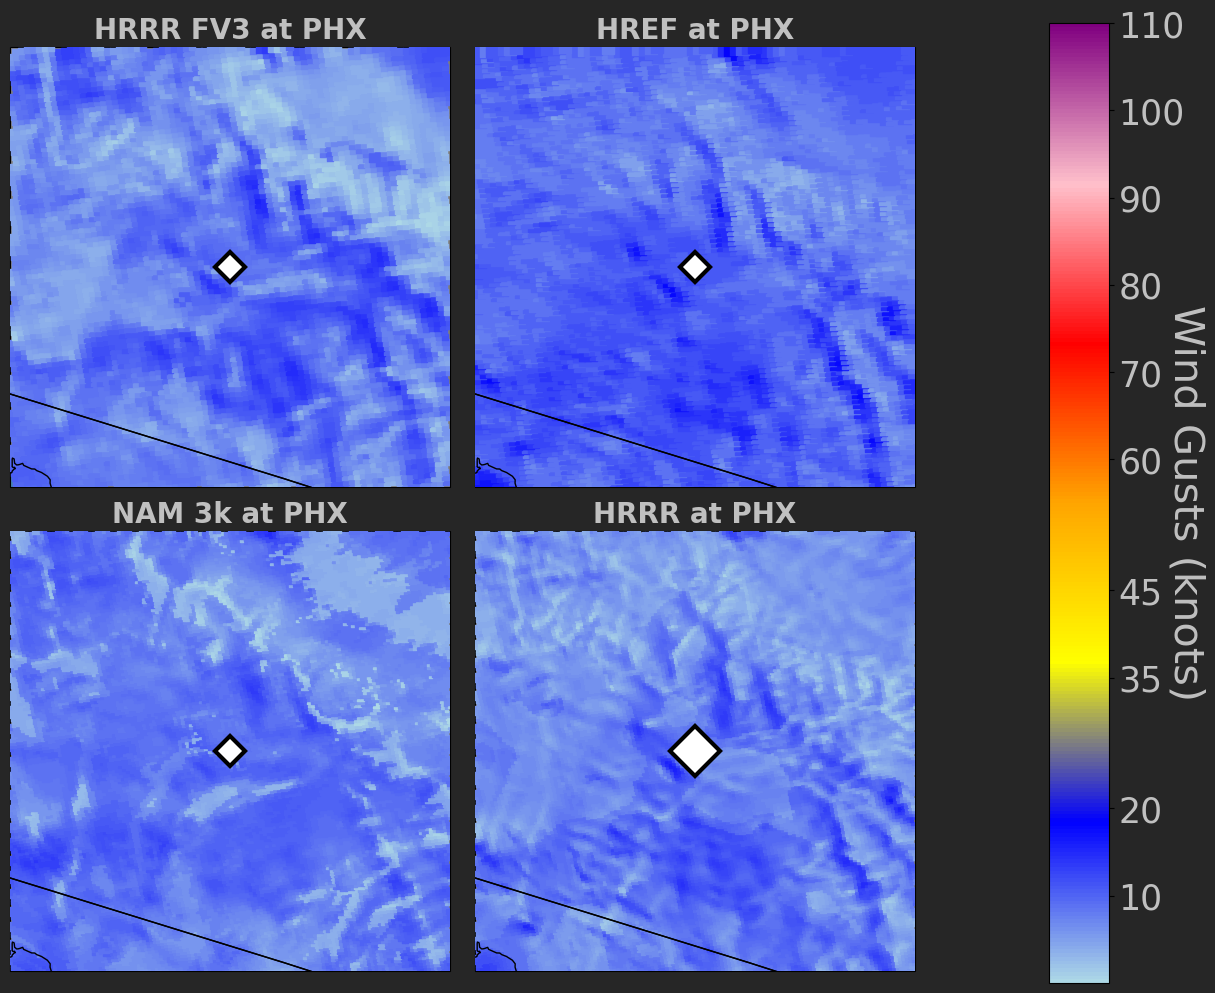 HRRR FV3 at PHX
HREF at PHX
NAM 3k at PHX
HRRR at PHX
110
100
90
80
70
60
45
35
20
10
Wind Gusts (knots)